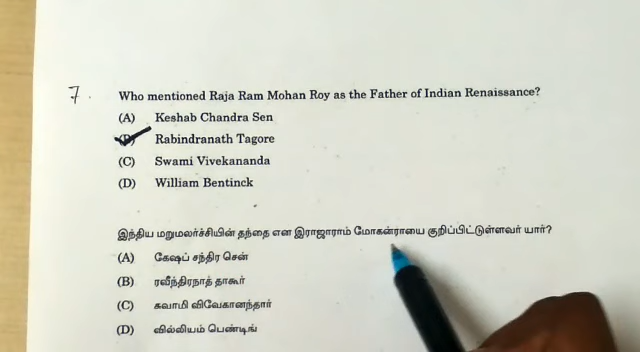 7. Who mentioned Raja Ram Mohan Roy as the Father of Indian Renaissance?
(A) Keshab Chandra Sen
(B) Rabindranath Tagore
(C) Swami Vivekananda
(D) William Bentinck
இந்திய மறுமலர்ச்சியின் தந்தை என இராஜாராம் மோகன்ராயை குறிப்பிட்டுள்ளவர் யார்?
(A) கேஷப் சந்திர சென்
(B) ரவீந்திரநாத் தாகூர்
(C) சுவாமி விவேகானந்தார்
(D) வில்லியம் பெண்டிங்